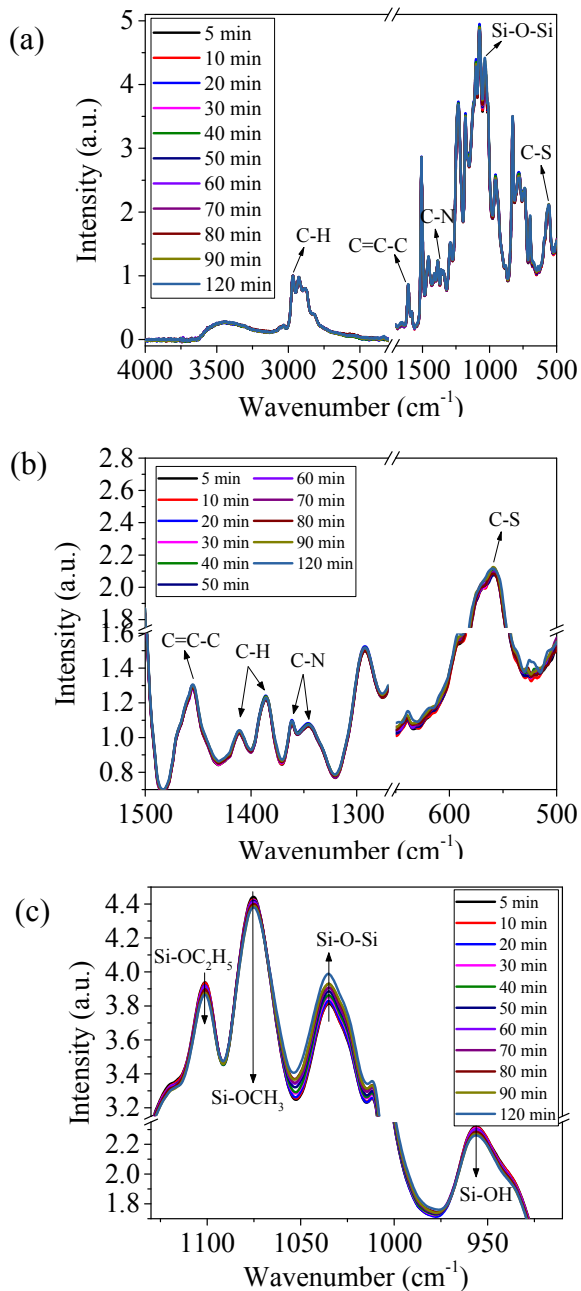 (a)
5 min
10 min
20 min
30 min
40 min
50 min
60 min
70 min
80 min
90 min
120 min
Si-O-Si
C-S
C-N
C=C-C
C-H
Intensity (a.u.)
5
4
3
2
1
0
4000 3500 3000 2500 1500 1000 500
Wavenumber (cm-1)
(b)
5 min 60 min
10 min 70 min
20 min 80 min
30 min 90 min
40 min 120 min
50 min
C-S
C=C-C
C-H
C-N
Intensity (a.u.)
2.8
2.6
2.4
2.2
2.0
1.8
1.6
1.4
1.2
1.0
0.8
1500 1400 1300 600 500
Wavenumber (cm-1)
(c)
5 min
10 min
20 min
30 min
40 min
50 min
60 min
70 min
80 min
90 min
120 min
Si-OC2H5
Si-O-Si
Si-OCH3
Si-OH
Intensity (a.u.)
4.4
4.2
4.0
3.8
3.6
3.4
3.2
2.2
2.0
1.8
1100 1050 1000 950
Wavenumber (cm-1)